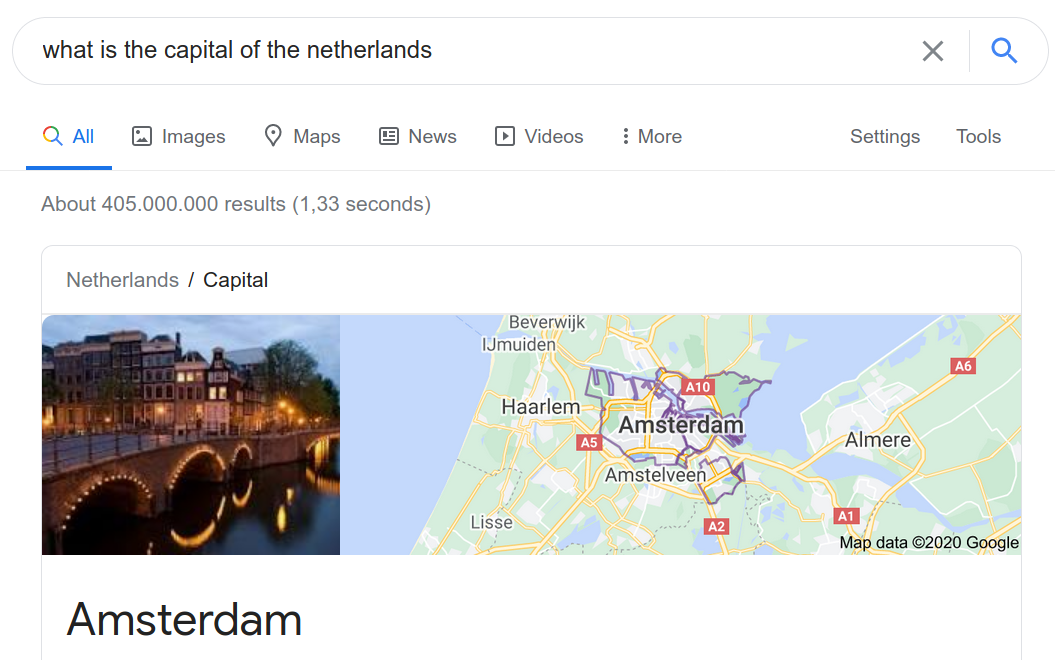 what is the capital of the netherlands
All Images Maps News Videos More Settings Tools
About 405.000.000 results (1,33 seconds)
Netherlands / Capital
Beverwijk
IJmuiden
A6
A10
Haarlem
Amsterdam
A5
Almere
Amstelveen
Lisse
A2
A1
Map data ©2020 Google
Amsterdam